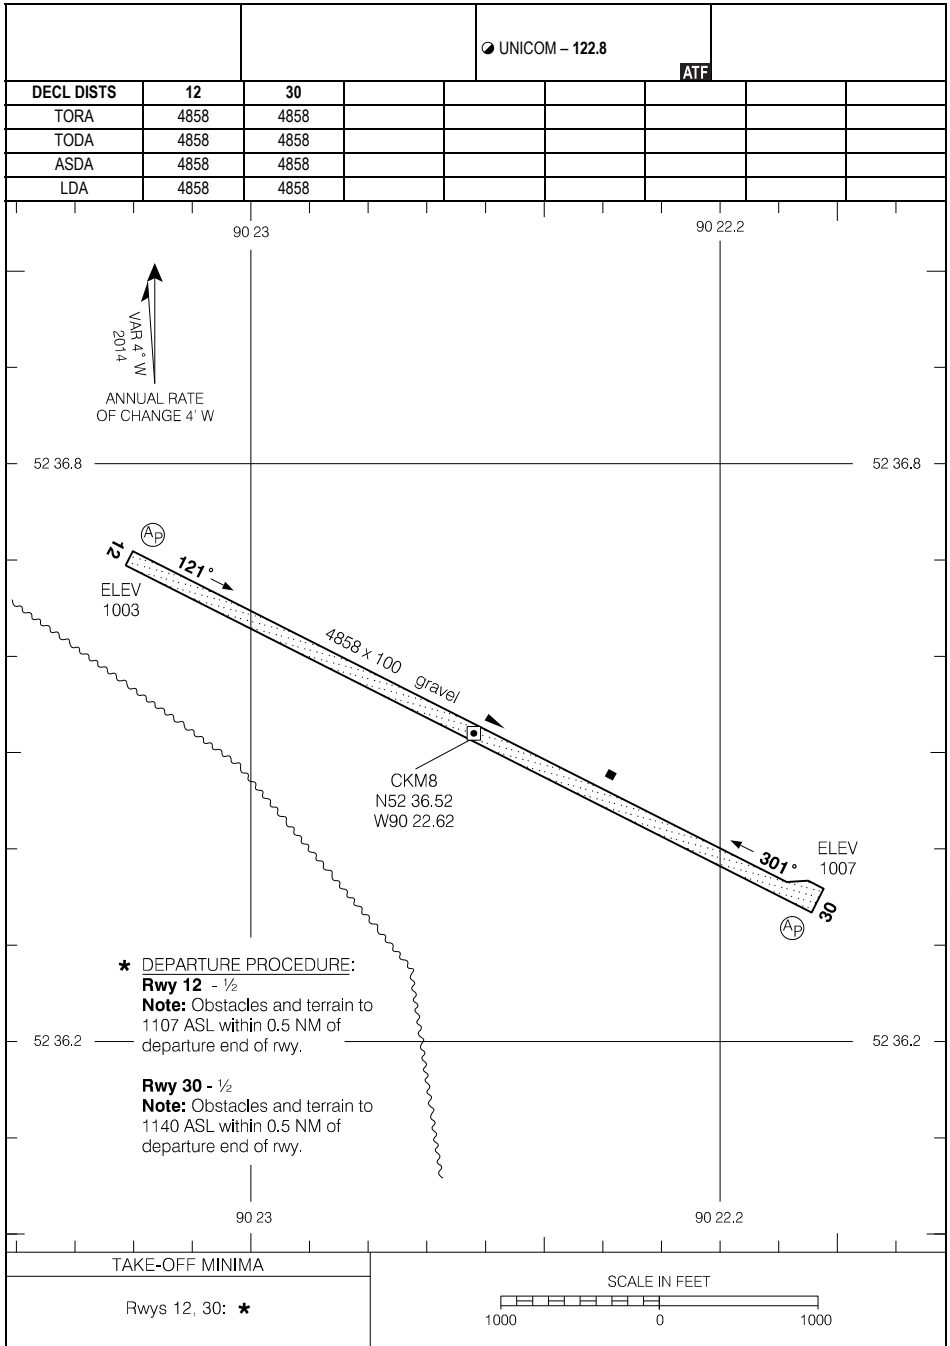 UNICOM – 122.8
ATF
DECL DISTS 12 30
TORA 4858 4858
TODA 4858 4858
ASDA 4858 4858
LDA 4858 4858
90 23 90 22.2
VAR 4° W
2014
ANNUAL RATE
OF CHANGE 4' W
52 36.8 52 36.8
AP
12
121°
ELEV
1003
4858 x 100 gravel
CKM8
N52 36.52
W90 22.62
301°
ELEV
1007
30
AP
* DEPARTURE PROCEDURE:
Rwy 12 - ½
Note: Obstacles and terrain to
1107 ASL within 0.5 NM of
departure end of rwy.
52 36.2 52 36.2
Rwy 30 - ½
Note: Obstacles and terrain to
1140 ASL within 0.5 NM of
departure end of rwy.
90 23 90 22.2
TAKE-OFF MINIMA
Rwys 12, 30: *
SCALE IN FEET
1000 0 1000